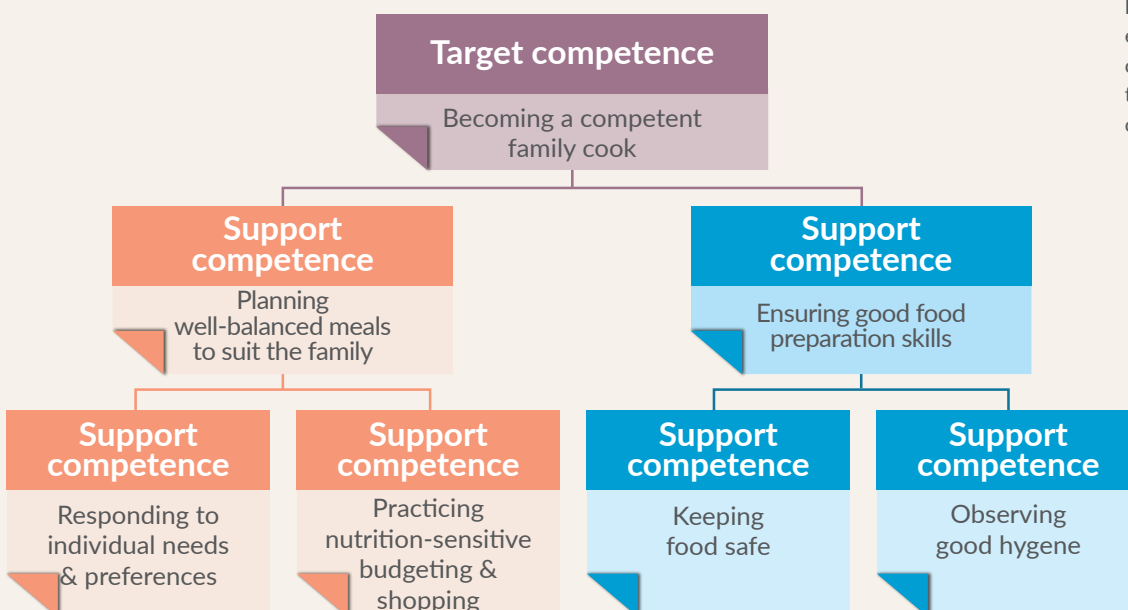 Target competence
Becoming a competent
family cook
Support
competence
Planning
well-balanced meals
to suit the family
Support
competence
Ensuring good food
preparation skills
Support
competence
Responding to
individual needs
& preferences
Support
competence
Practicing
nutrition-sensitive
budgeting &
shopping
Support
competence
Keeping
food safe
Support
competence
Observing
good hygene